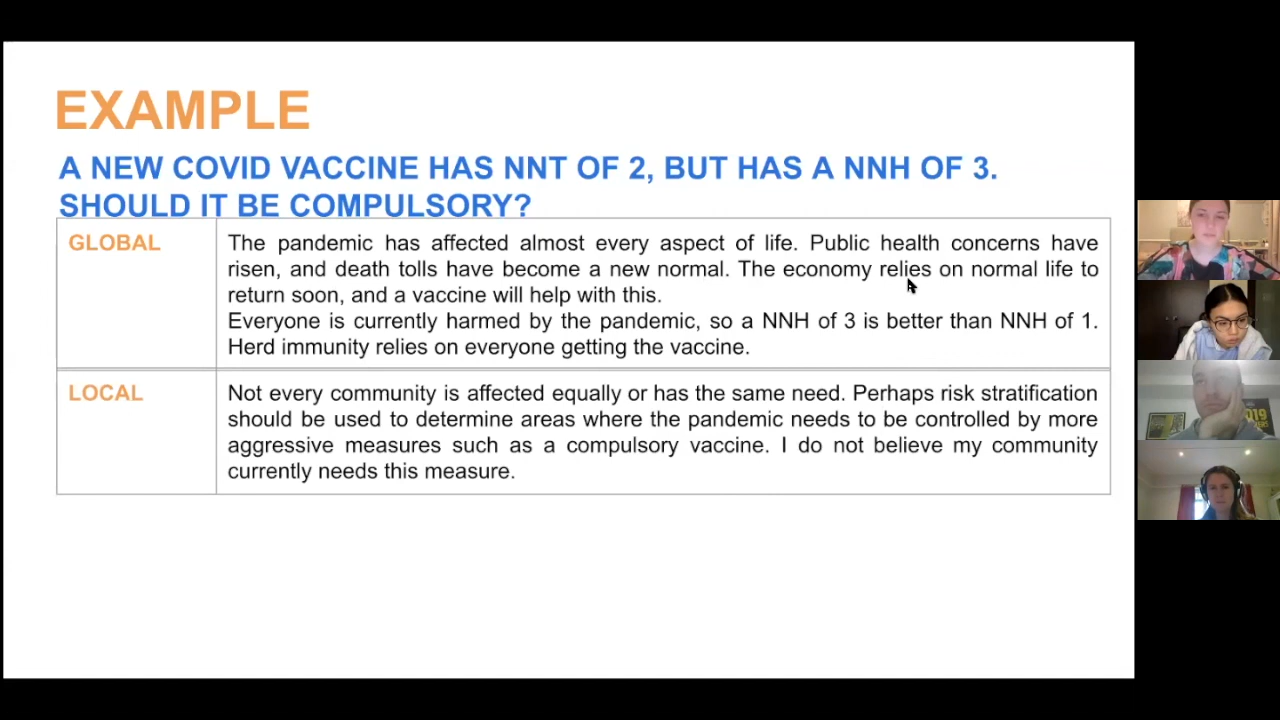 EXAMPLE
A NEW COVID VACCINE HAS NNT OF 2, BUT HAS A NNH OF 3.
SHOULD IT BE COMPULSORY?
GLOBAL
The pandemic has affected almost every aspect of life. Public health concerns have
risen, and death tolls have become a new normal. The economy relies on normal life to
return soon, and a vaccine will help with this.
Everyone is currently harmed by the pandemic, so a NNH of 3 is better than NNH of 1.
Herd immunity relies on everyone getting the vaccine.
LOCAL
Not every community is affected equally or has the same need. Perhaps risk stratification
should be used to determine areas where the pandemic needs to be controlled by more
aggressive measures such as a compulsory vaccine. I do not believe my community
currently needs this measure.
2019